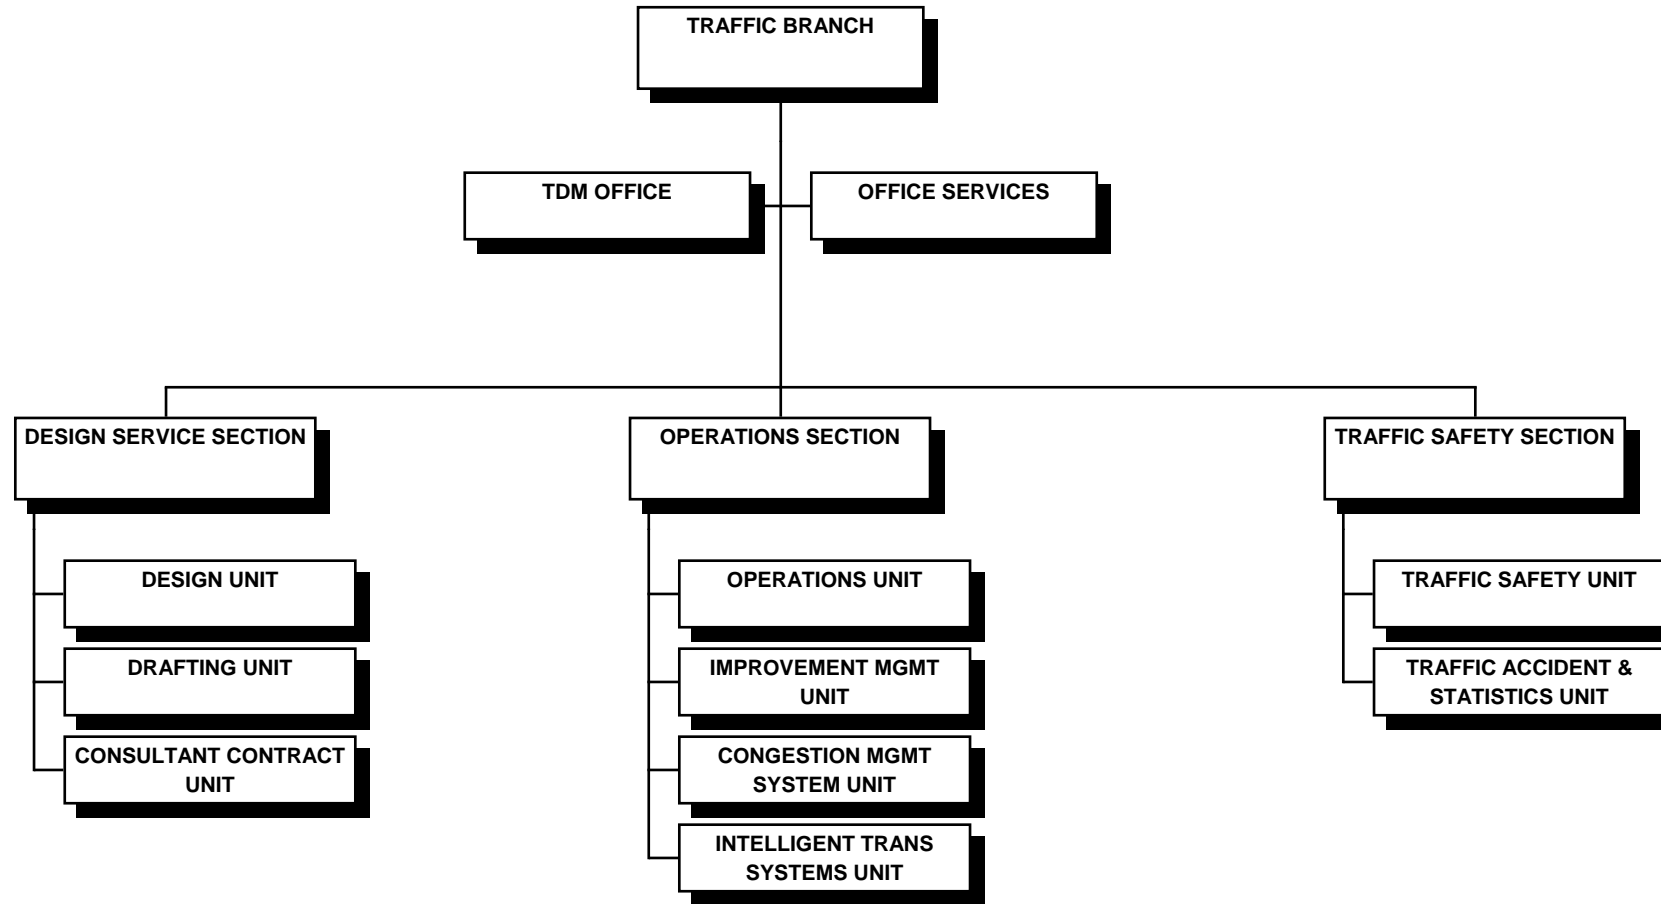 TRAFFIC BRANCH
TDM OFFICE
OFFICE SERVICES
DESIGN SERVICE SECTION
OPERATIONS SECTION
TRAFFIC SAFETY SECTION
DESIGN UNIT
DRAFTING UNIT
CONSULTANT CONTRACT
UNIT
OPERATIONS UNIT
IMPROVEMENT MGMT
UNIT
CONGESTION MGMT
SYSTEM UNIT
INTELLIGENT TRANS
SYSTEMS UNIT
TRAFFIC SAFETY UNIT
TRAFFIC ACCIDENT &
STATISTICS UNIT